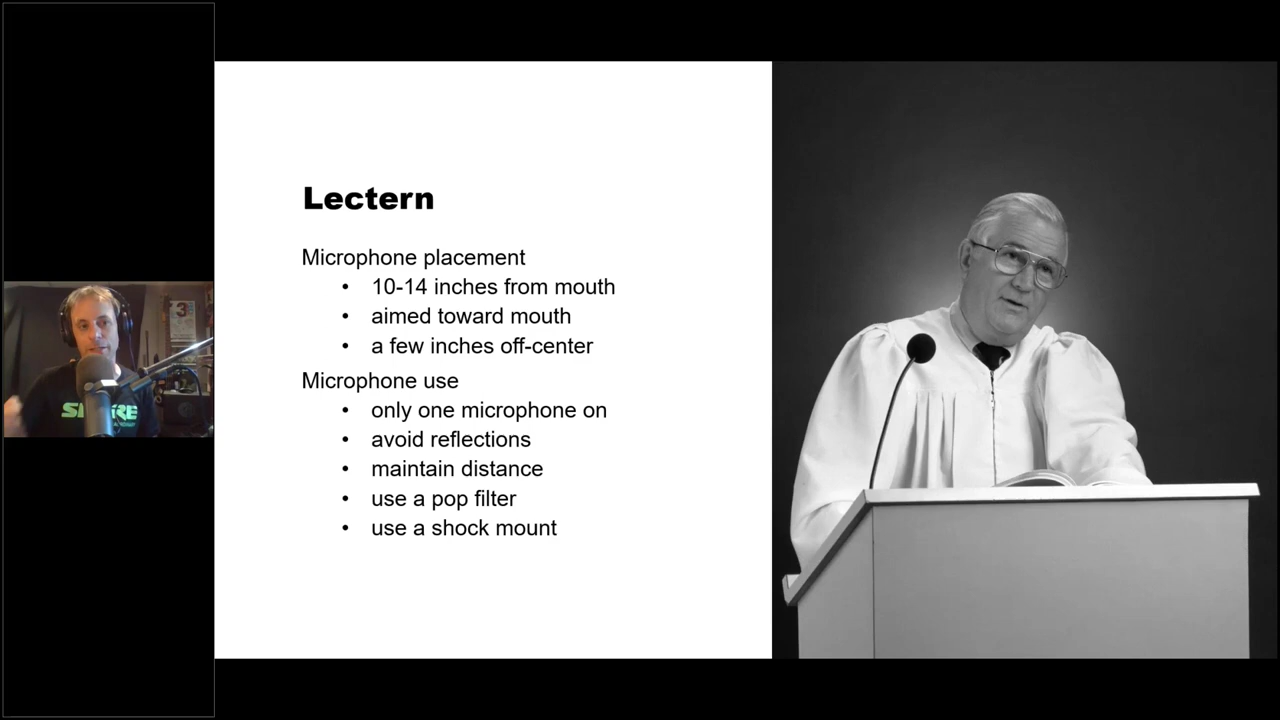 Lectern
Microphone placement
• 10-14 inches from mouth
• aimed toward mouth
• a few inches off-center
Microphone use
• only one microphone on
• avoid reflections
• maintain distance
• use a pop filter
• use a shock mount
3